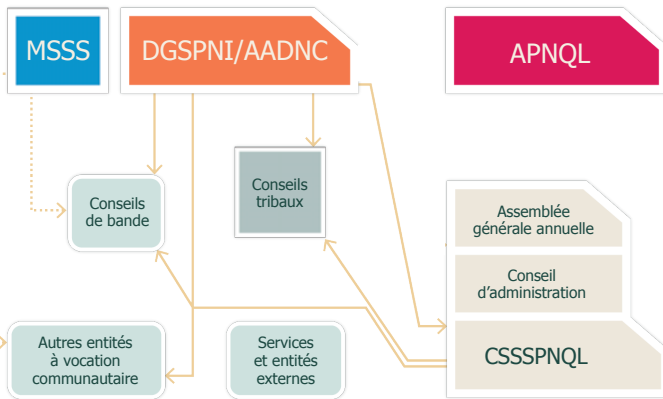 MSSS
DGSPNI/AADNC
APNQL
Conseils
de bande
Conseils
tribaux
Assemblée
générale annuelle
Conseil
d'administration
CSSSPNQL
Autres entités
à vocation
communautaire
Services
et entités
externes